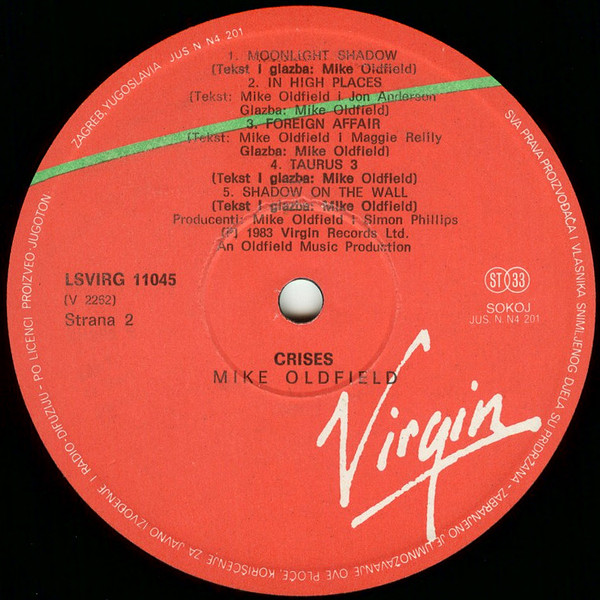 1. MOONLIGHT SHADOW
(Tekst i glazba: Mike Oldfield)
2. IN HIGH PLACES
(Tekst: Mike Oldfield i Jon Anderson
Glazba: Mike Oldfield)
3. FOREIGN AFFAIR
(Tekst: Mike Oldfield i Maggie Reilly
Glazba: Mike Oldfield)
4. TAURUS 3
(Tekst i glazba: Mike Oldfield)
5. SHADOW ON THE WALL
(Tekst i glazba: Mike Oldfield)
Producenti: Mike Oldfield i Simon Phillips
(P) 1983 Virgin Records Ltd.
An Oldfield Music Production
LSVIRG 11045
(V 2262)
Strana 2
ST 33
SOKOJ
JUS. N. N4 201
CRISES
MIKE OLDFIELD
Virgin
ZAGREB, YUGOSLAVIA JUS N N4 201
SVA PRAVA PROIZVOĐAČA I VLASNIKA SNIMLJENOG DJELA SU PRIDRŽANA - ZABRANJENO JE UMNOŽAVANJE OVE PLOČE, KORIŠĆENJE ZA JAVNO IZVOĐENJE I RADIO-DIFUZIJU - PO LICENCI PROIZVEO-JUGOTON